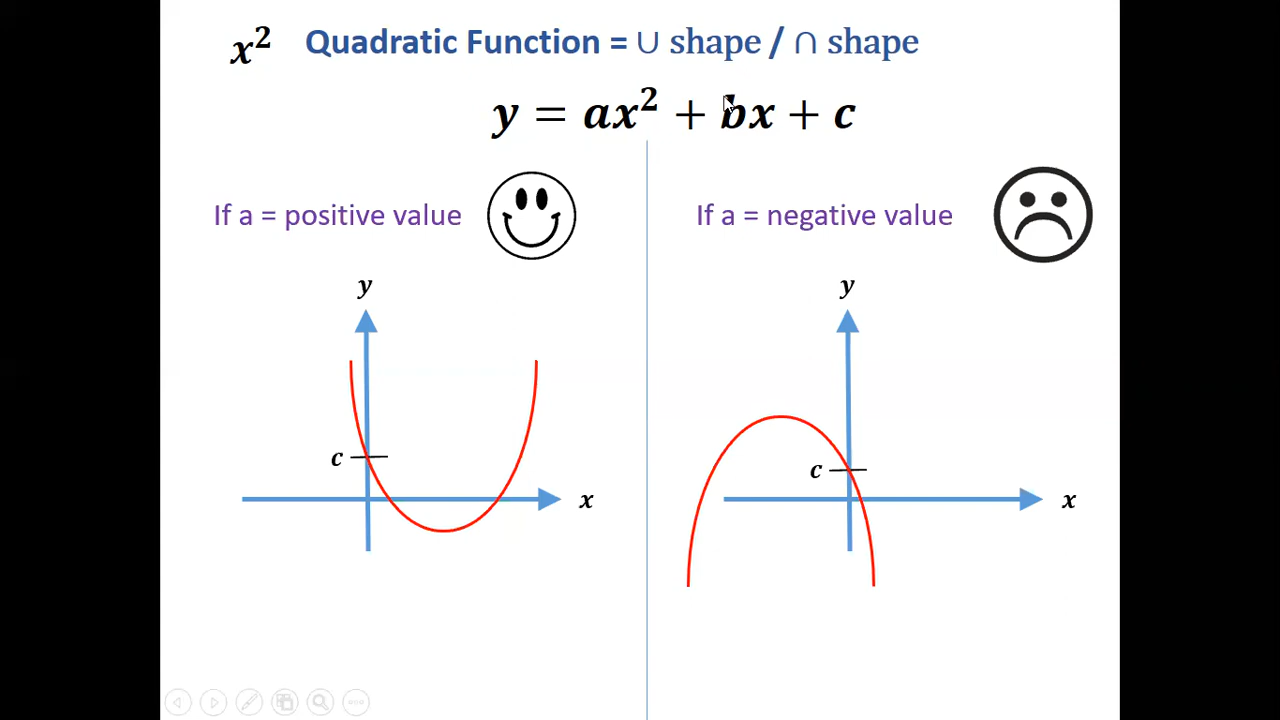 x² Quadratic Function = ∪ shape / ∩ shape
y = ax² + bx + c
If a = positive value
If a = negative value
y
c
x
y
c
x